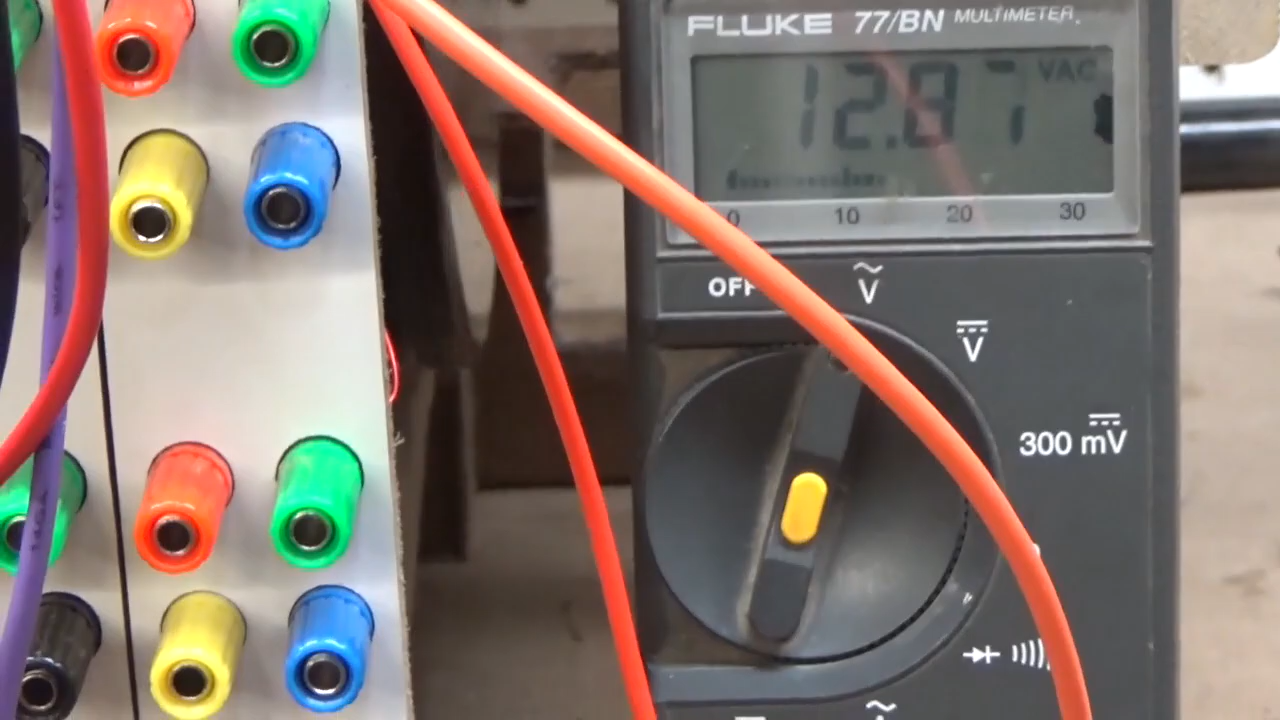 FLUKE 77/BN MULTIMETER
12.87 VAC
0 10 20 30
OFF V
V
300 mV